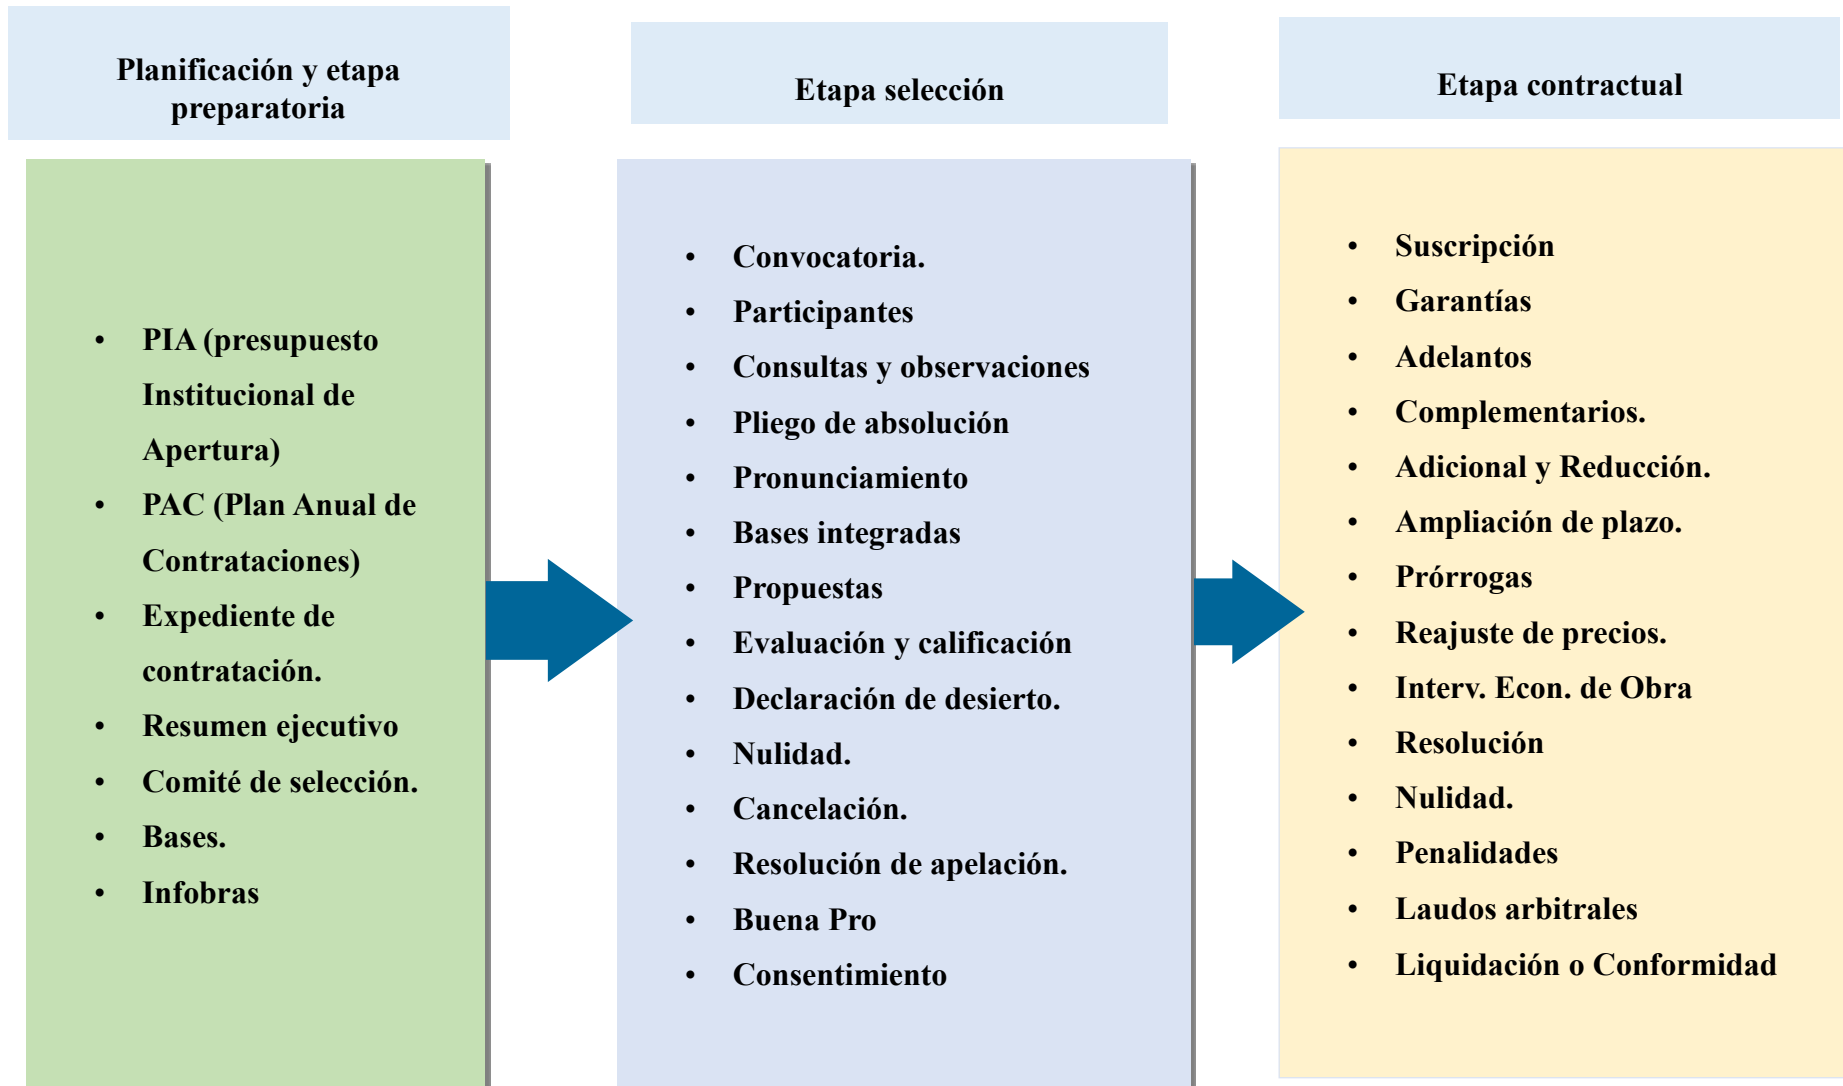 Planificación y etapa
preparatoria
• PIA (presupuesto
Institucional de
Apertura)
• PAC (Plan Anual de
Contrataciones)
• Expediente de
contratación.
• Resumen ejecutivo
• Comité de selección.
• Bases.
• Infobras
Etapa selección
• Convocatoria.
• Participantes
• Consultas y observaciones
• Pliego de absolución
• Pronunciamiento
• Bases integradas
• Propuestas
• Evaluación y calificación
• Declaración de desierto.
• Nulidad.
• Cancelación.
• Resolución de apelación.
• Buena Pro
• Consentimiento
Etapa contractual
• Suscripción
• Garantías
• Adelantos
• Complementarios.
• Adicional y Reducción.
• Ampliación de plazo.
• Prórrogas
• Reajuste de precios.
• Interv. Econ. de Obra
• Resolución
• Nulidad.
• Penalidades
• Laudos arbitrales
• Liquidación o Conformidad